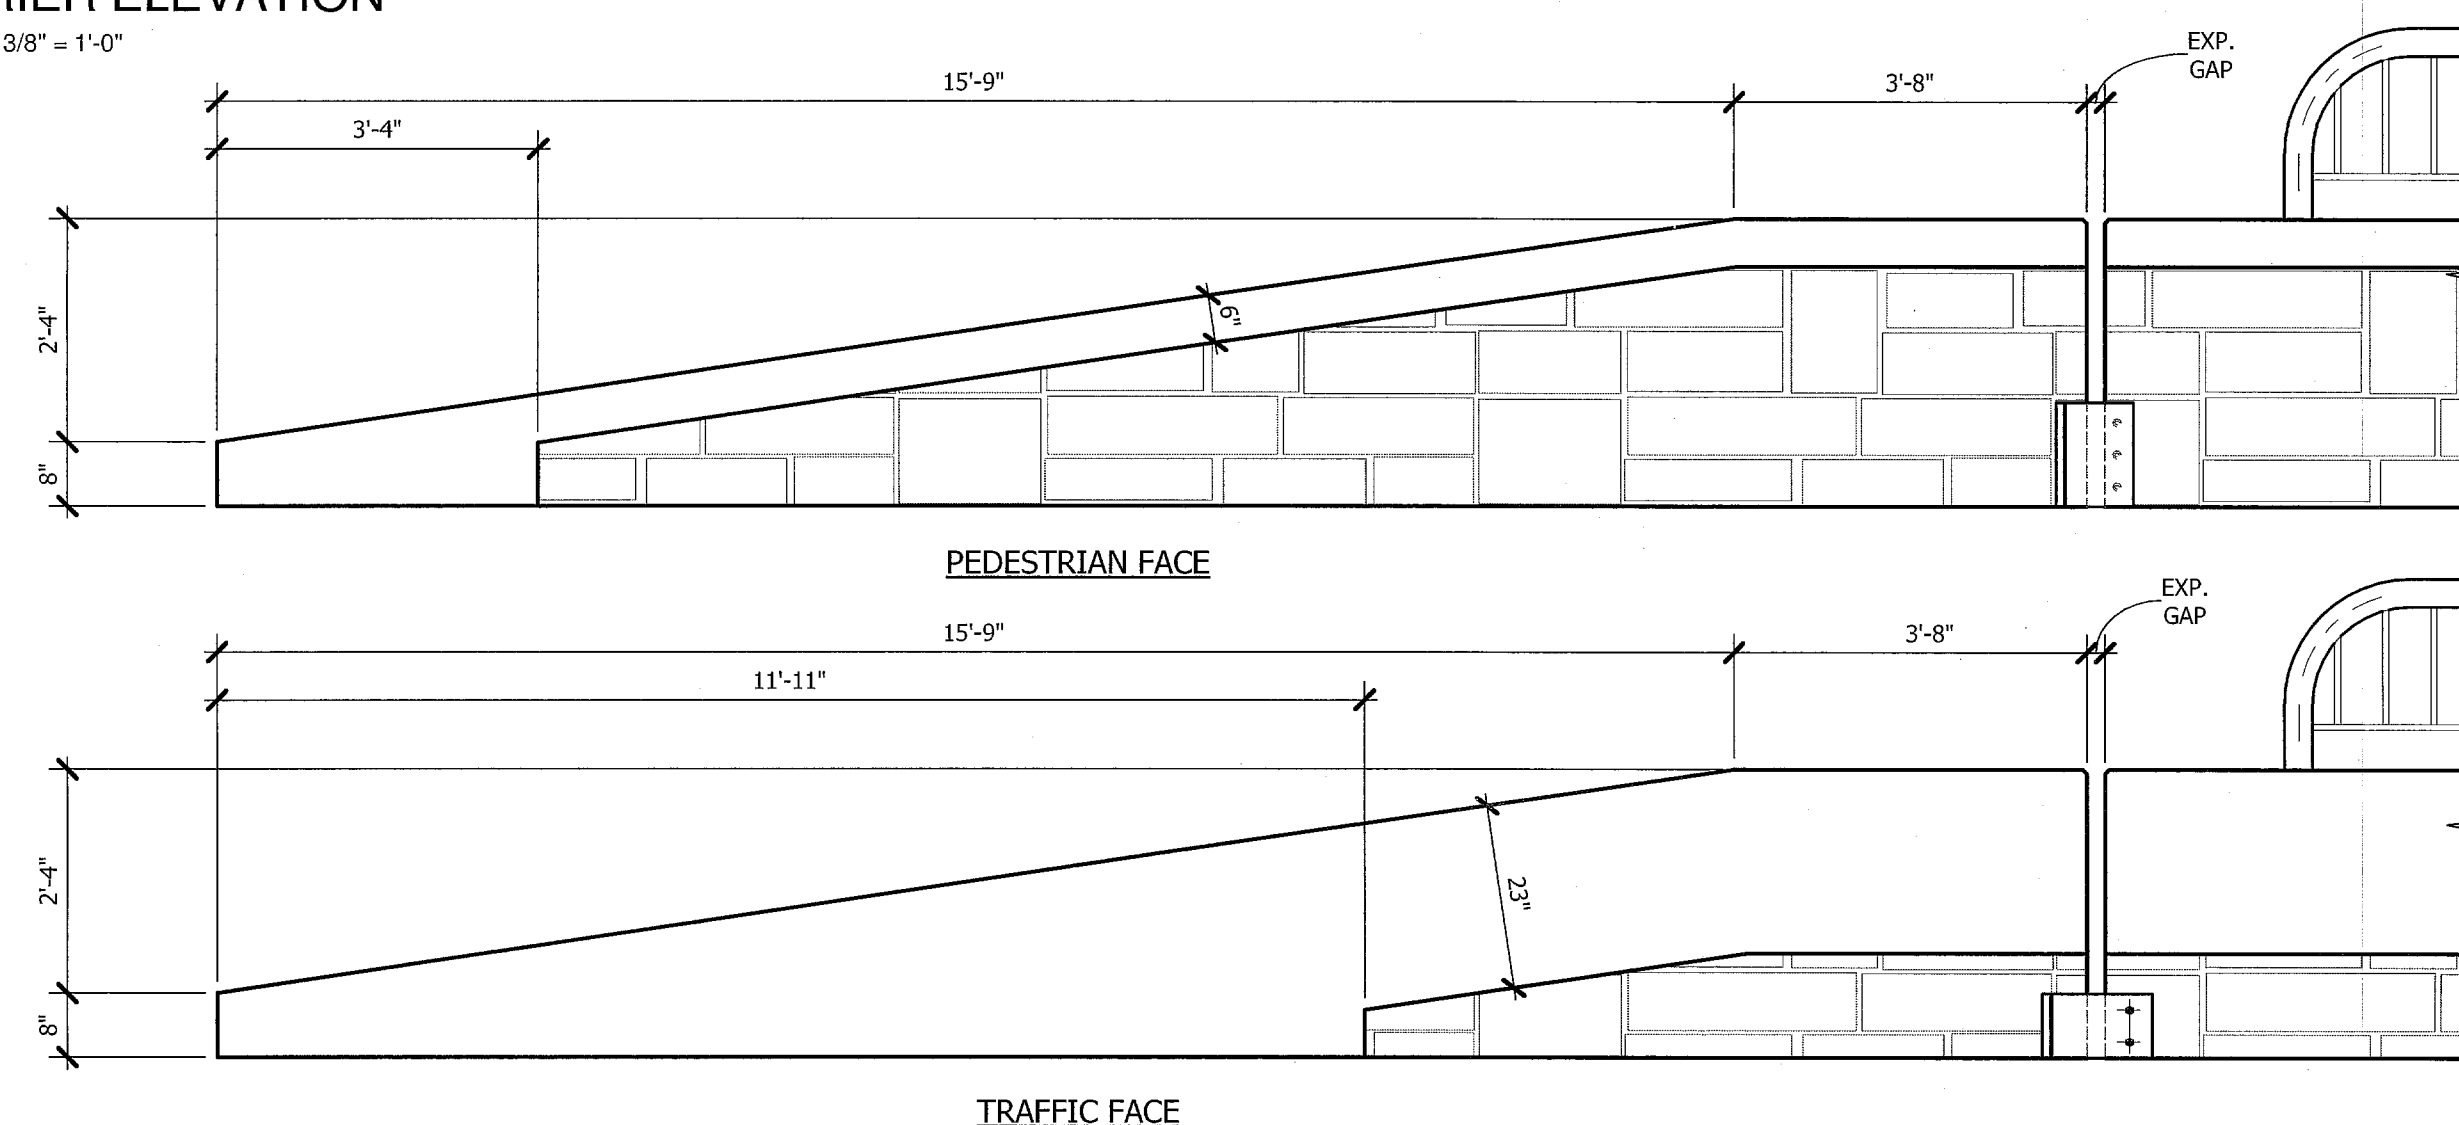 ELEVATION
3/8" = 1'-0"
EXP.
GAP
15'-9"
3'-8"
3'-4"
2'-4"
6"
8"
PEDESTRIAN FACE
EXP.
GAP
15'-9"
3'-8"
11'-11"
2'-4"
23"
8"
TRAFFIC FACE